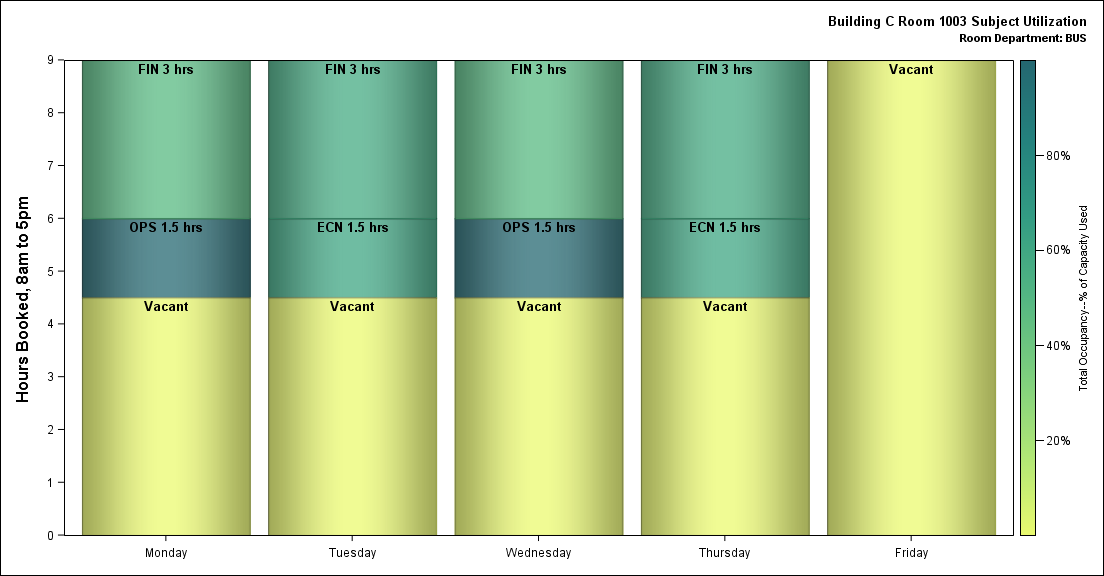 Building C Room 1003 Subject Utilization
Room Department: BUS
Hours Booked, 8am to 5pm
9
8
7
6
5
4
3
2
1
0
FIN 3 hrs
OPS 1.5 hrs
Vacant
Monday
FIN 3 hrs
ECN 1.5 hrs
Vacant
Tuesday
FIN 3 hrs
OPS 1.5 hrs
Vacant
Wednesday
FIN 3 hrs
ECN 1.5 hrs
Vacant
Thursday
Vacant
Friday
80%
60%
40%
20%
Total Occupancy--% of Capacity Used